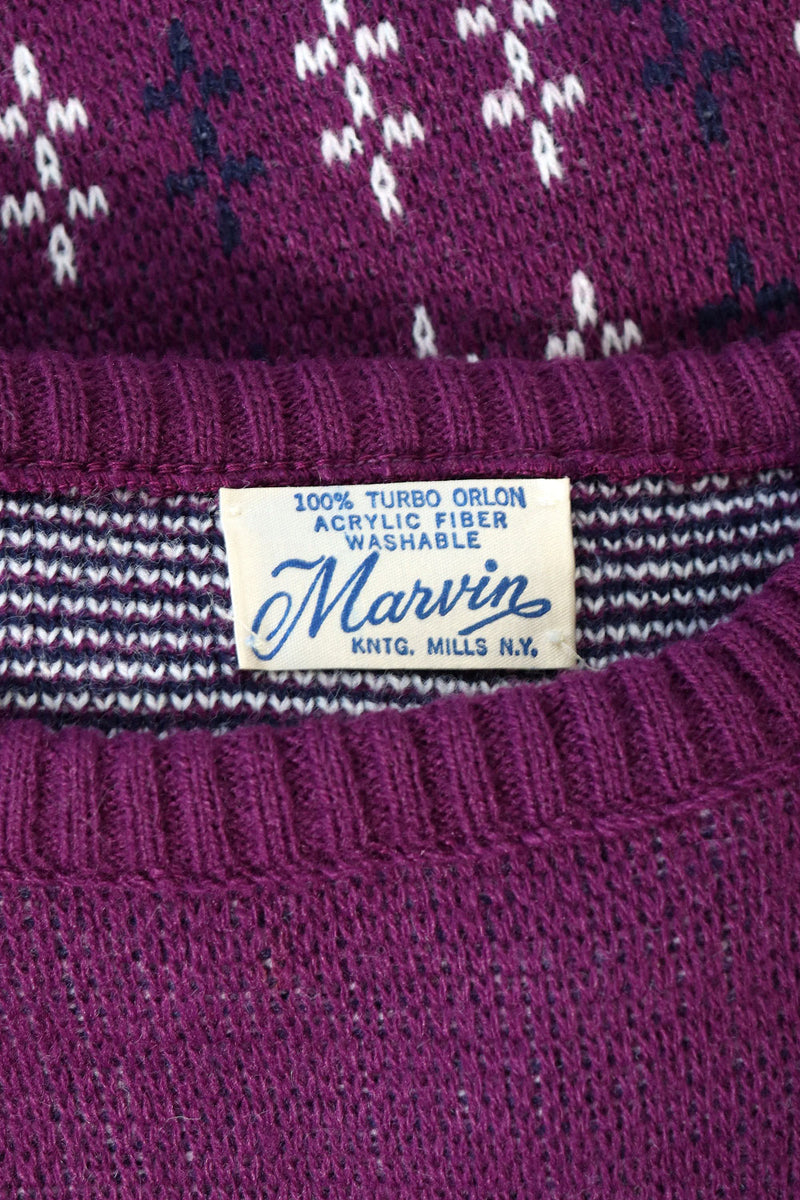 100% TURBO ORLON
ACRYLIC FIBER
WASHABLE
Marvin
KNTG. MILLS N.Y.